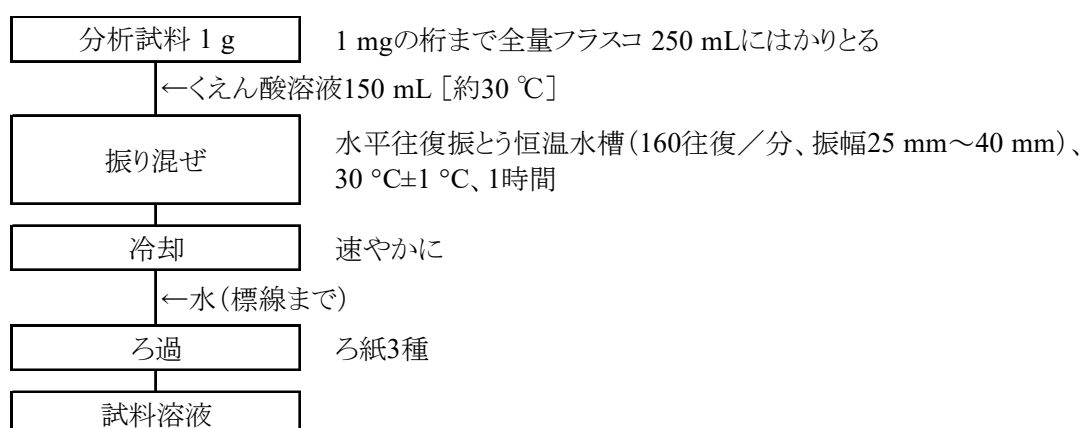 分析試料 1 g
1 mgの桁まで全量フラスコ 250 mLにはかりとる
←くえん酸溶液150 mL［約30 ℃］
振り混ぜ
水平往復振とう恒温水槽（160往復／分、振幅25 mm～40 mm）、
30 °C±1 °C、1時間
冷却
速やかに
←水（標線まで）
ろ過
ろ紙3種
試料溶液